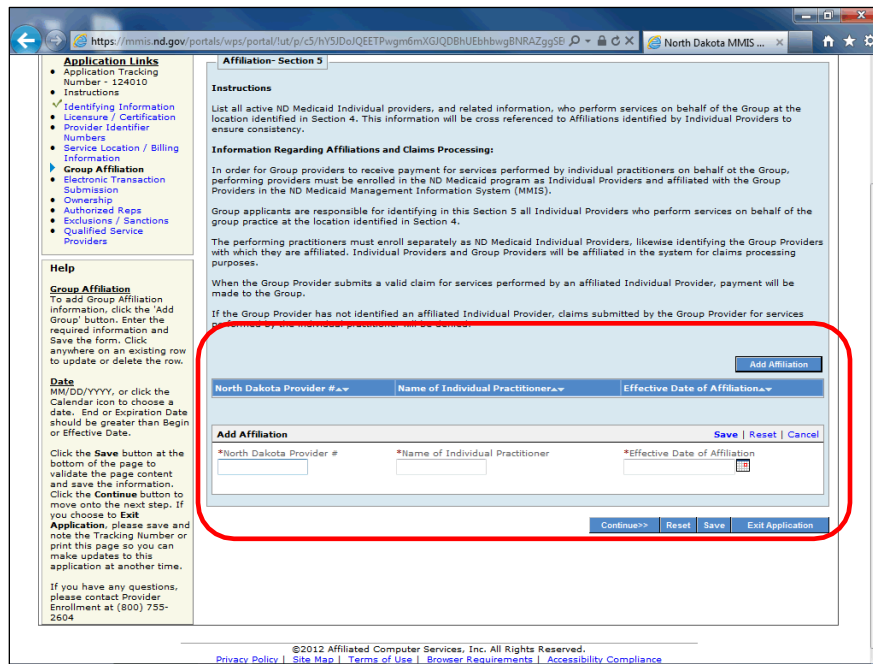 https://mmis.nd.gov/portals/wps/portal/!ut/p/c5/hY5JDoJQEETPwgm6mXGJQDBhUEbhbwgBNRAZggSE
North Dakota MMIS ...
Application Links
Application Tracking
Number - 124010
Instructions
Identifying Information
Licensure / Certification
Provider Identifier
Numbers
Service Location / Billing
Information
Group Affiliation
Electronic Transaction
Submission
Ownership
Authorized Reps
Exclusions / Sanctions
Qualified Service
Providers
Help
Group Affiliation
To add Group Affiliation
information, click the 'Add
Group' button. Enter the
required information and
Save the form. Click
anywhere on an existing row
to update or delete the row.
Date
MM/DD/YYYY, or click the
Calendar icon to choose a
date. End or Expiration Date
should be greater than Begin
or Effective Date.
Click the Save button at the
bottom of the page to
validate the page content
and save the information.
Click the Continue button to
move onto the next step. If
you choose to Exit
Application, please save and
note the Tracking Number or
print this page so you can
make updates to this
application at another time.
If you have any questions,
please contact Provider
Enrollment at (800) 755-
2604
Affiliation- Section 5
Instructions
List all active ND Medicaid Individual providers, and related information, who perform services on behalf of the Group at the
location identified in Section 4. This information will be cross referenced to Affiliations identified by Individual Providers to
ensure consistency.
Information Regarding Affiliations and Claims Processing:
In order for Group providers to receive payment for services performed by individual practitioners on behalf ot the Group,
performing providers must be enrolled in the ND Medicaid program as Individual Providers and affiliated with the Group
Providers in the ND Medicaid Management Information System (MMIS).
Group applicants are responsible for identifying in this Section 5 all Individual Providers who perform services on behalf of the
group practice at the location identified in Section 4.
The performing practitioners must enroll separately as ND Medicaid Individual Providers, likewise identifying the Group Providers
with which they are affiliated. Individual Providers and Group Providers will be affiliated in the system for claims processing
purposes.
When the Group Provider submits a valid claim for services performed by an affiliated Individual Provider, payment will be
made to the Group.
If the Group Provider has not identified an affiliated Individual Provider, claims submitted by the Group Provider for services
performed by the individual practitioner will be denied.
Add Affiliation
North Dakota Provider # Name of Individual Practitioner Effective Date of Affiliation
Add Affiliation Save | Reset | Cancel
*North Dakota Provider # *Name of Individual Practitioner *Effective Date of Affiliation
Continue>> Reset Save Exit Application
©2012 Affiliated Computer Services, Inc. All Rights Reserved.
Privacy Policy | Site Map | Terms of Use | Browser Requirements | Accessibility Compliance